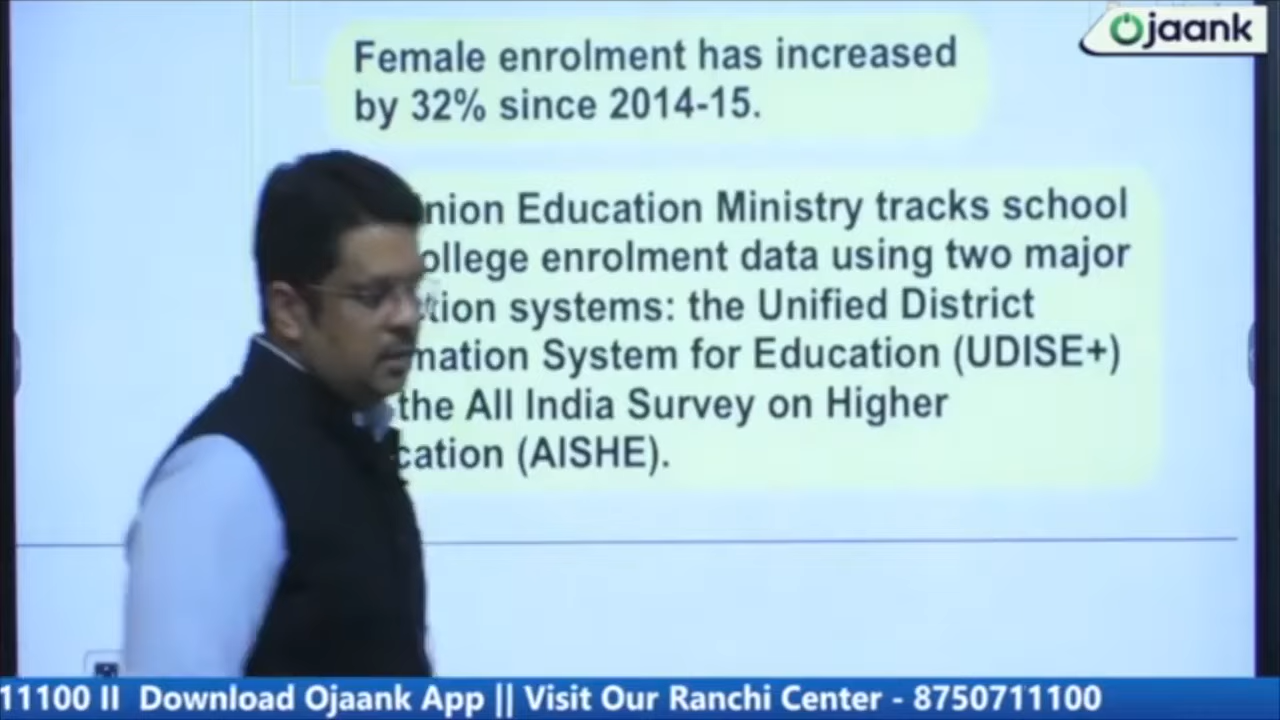 Ojaank
Female enrolment has increased
by 32% since 2014-15.
nion Education Ministry tracks school
ollege enrolment data using two major
tion systems: the Unified District
mation System for Education (UDISE+)
the All India Survey on Higher
cation (AISHE).
11100 II Download Ojaank App || Visit Our Ranchi Center - 8750711100